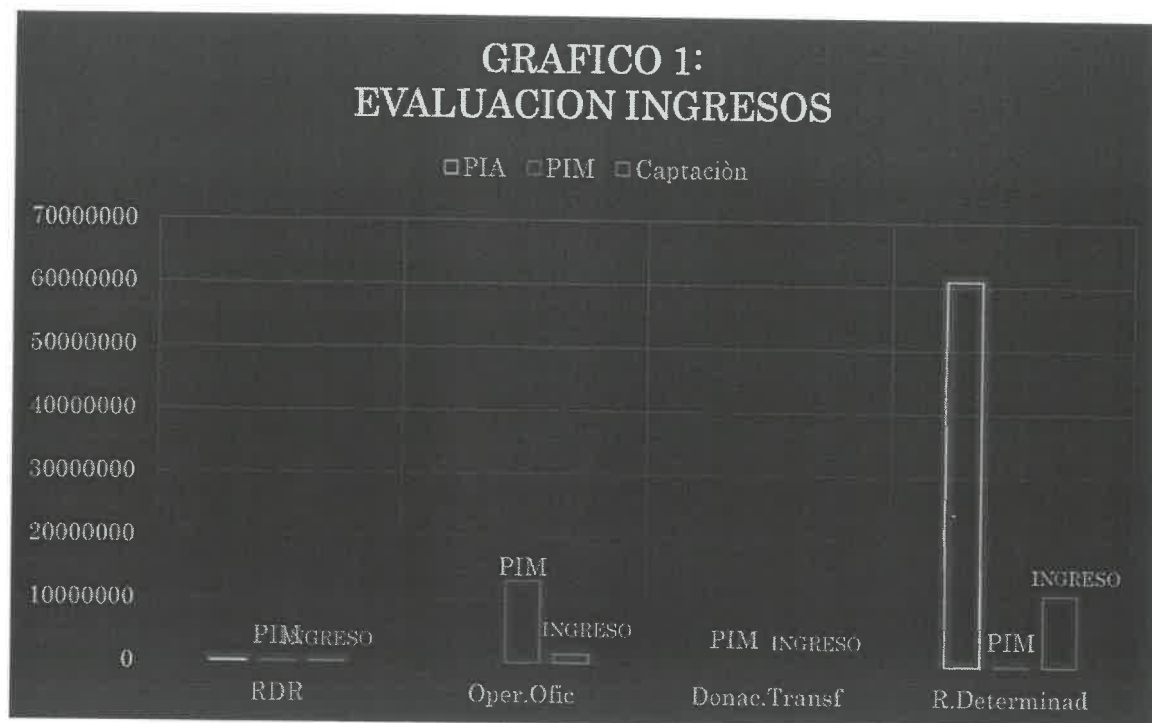 GRAFICO 1:
EVALUACION INGRESOS
PIA PIM Captaciòn
70000000
60000000
50000000
40000000
30000000
20000000
10000000
0
PIM INGRESO
PIM
INGRESO
PIM INGRESO
PIM
INGRESO
RDR Oper.Ofic Donac.Transf R.Determinad